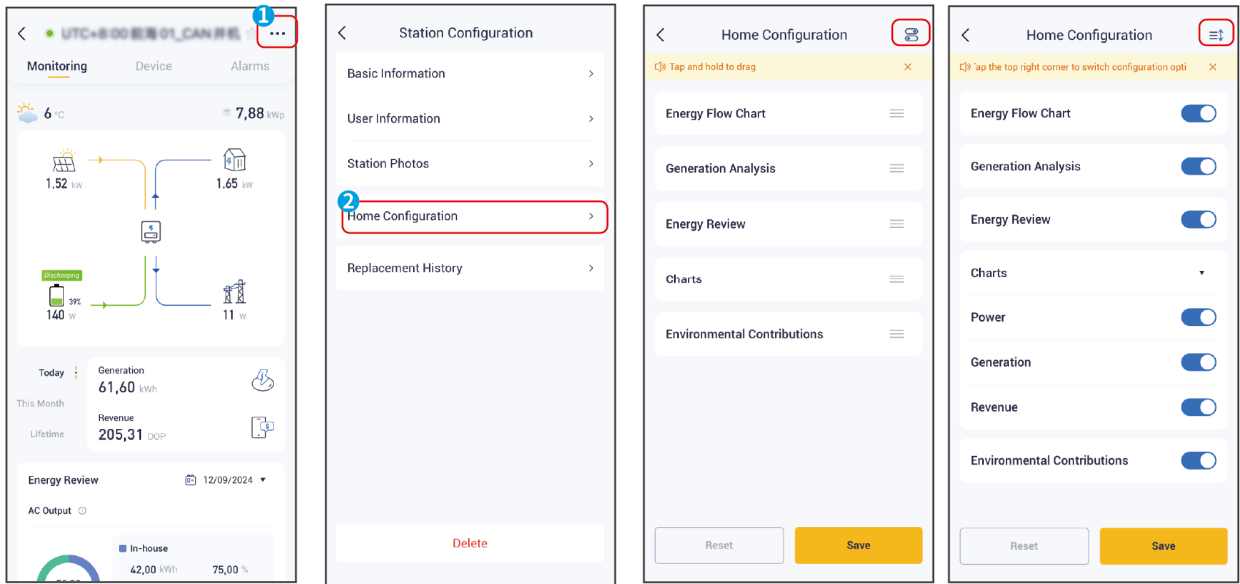 1
Monitoring Device Alarms
6 °C
7,88 kWp
1.52 kW
1.65 kW
Discharging
39%
140 W
11 W
Today
This Month
Lifetime
Generation
61,60 kWh
Revenue
205,31 DOP
Energy Review 12/09/2024
AC Output
In-house
42,00 kWh 75,00 %
Station Configuration
Basic Information
User Information
Station Photos
2
Home Configuration
Replacement History
Delete
Home Configuration
Tap and hold to drag
Energy Flow Chart
Generation Analysis
Energy Review
Charts
Environmental Contributions
Reset Save
Home Configuration
Tap the top right corner to switch configuration opti
Energy Flow Chart
Generation Analysis
Energy Review
Charts
Power
Generation
Revenue
Environmental Contributions
Reset Save